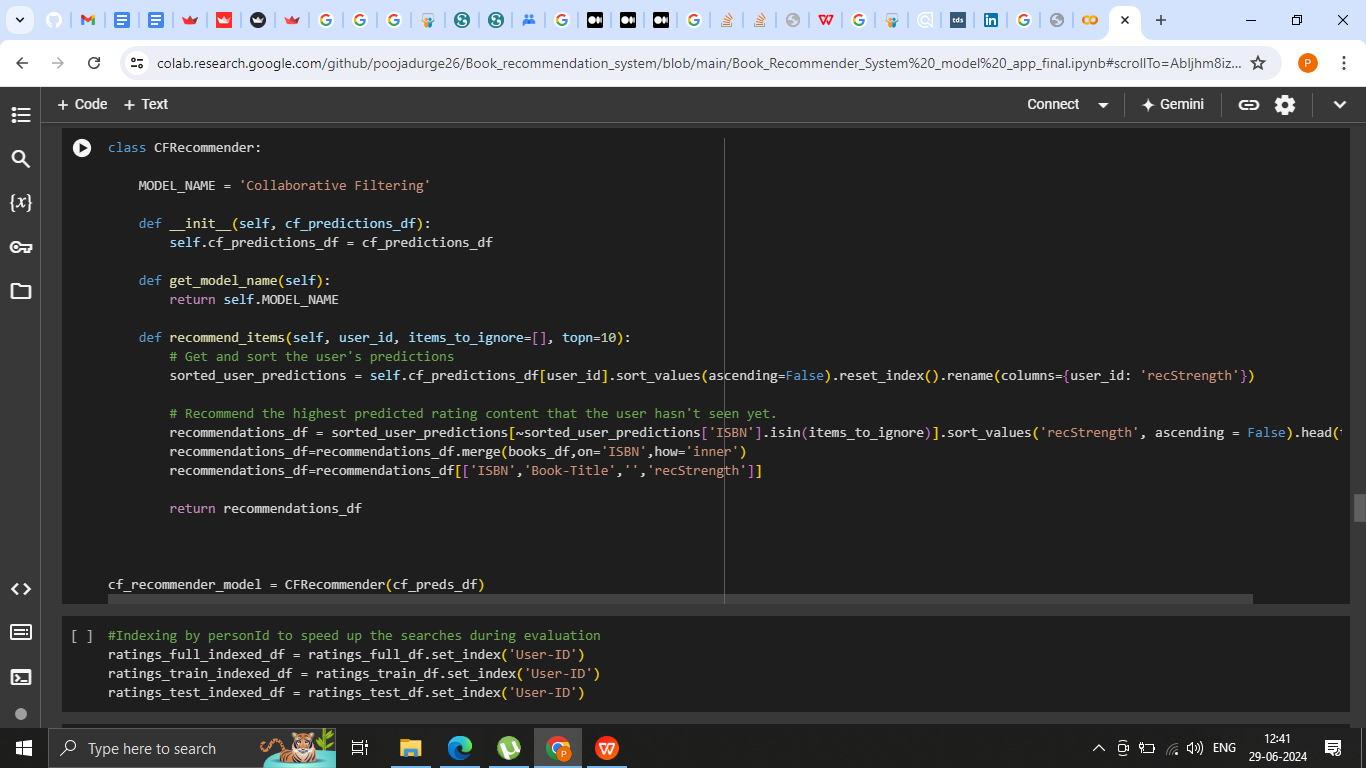 colab.research.google.com/github/poojadurge26/Book_recommendation_system/blob/main/Book_Recommender_System%20_model%20_app_final.ipynb#scrollTo=Abljhm8iz...
P
+ Code + Text
Connect
Gemini
class CFRecommender:
MODEL_NAME = 'Collaborative Filtering'
def __init__(self, cf_predictions_df):
self.cf_predictions_df = cf_predictions_df
def get_model_name(self):
return self.MODEL_NAME
def recommend_items(self, user_id, items_to_ignore=[], topn=10):
# Get and sort the user's predictions
sorted_user_predictions = self.cf_predictions_df[user_id].sort_values(ascending=False).reset_index().rename(columns={user_id: 'recStrength'})
# Recommend the highest predicted rating content that the user hasn't seen yet.
recommendations_df = sorted_user_predictions[~sorted_user_predictions['ISBN'].isin(items_to_ignore)].sort_values('recStrength', ascending = False).head(
recommendations_df=recommendations_df.merge(books_df,on='ISBN',how='inner')
recommendations_df=recommendations_df[['ISBN','Book-Title','','recStrength']]
return recommendations_df
cf_recommender_model = CFRecommender(cf_preds_df)
[ ] #Indexing by personId to speed up the searches during evaluation
ratings_full_indexed_df = ratings_full_df.set_index('User-ID')
ratings_train_indexed_df = ratings_train_df.set_index('User-ID')
ratings_test_indexed_df = ratings_test_df.set_index('User-ID')
Type here to search
ENG
12:41
29-06-2024